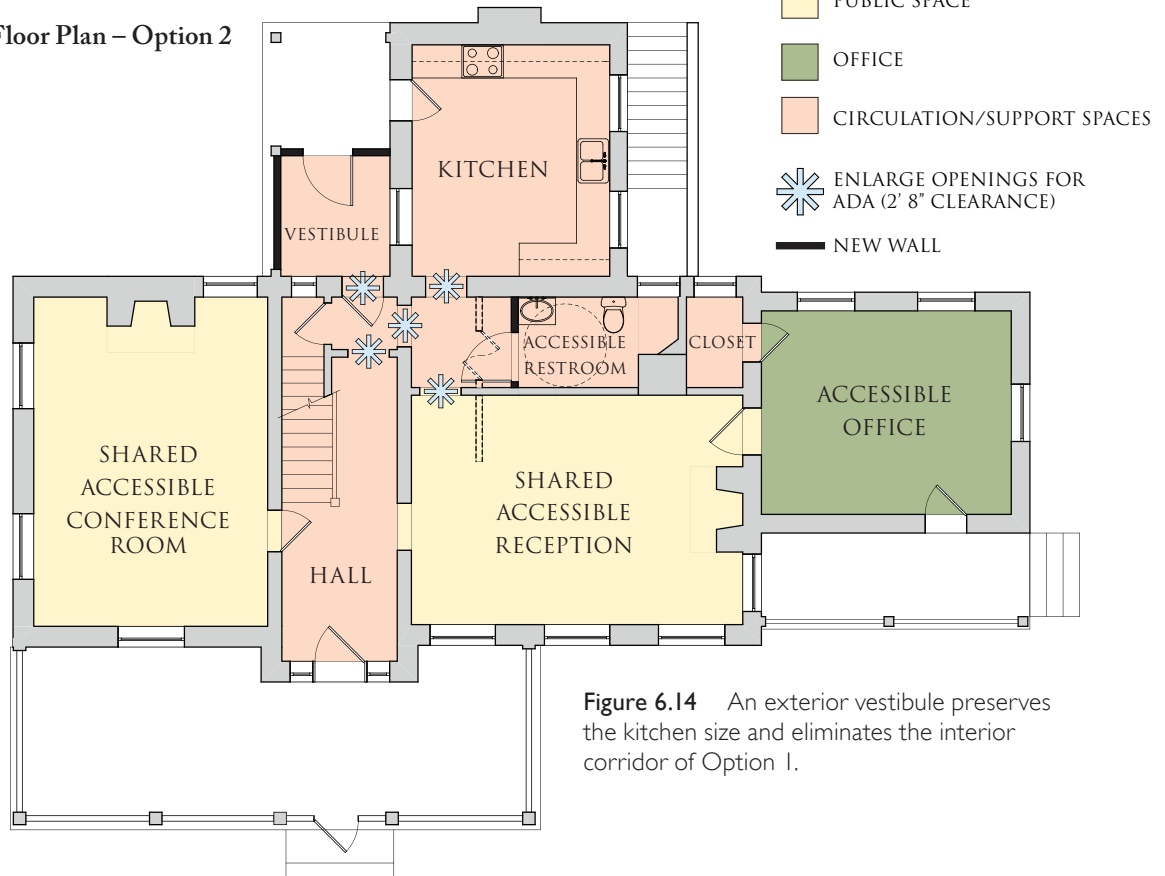 Floor Plan – Option 2
PUBLIC SPACE
OFFICE
CIRCULATION/SUPPORT SPACES
ENLARGE OPENINGS FOR
ADA (2' 8" CLEARANCE)
NEW WALL
KITCHEN
VESTIBULE
ACCESSIBLE
RESTROOM
CLOSET
ACCESSIBLE
OFFICE
SHARED
ACCESSIBLE
CONFERENCE
ROOM
SHARED
ACCESSIBLE
RECEPTION
HALL
Figure 6.14 An exterior vestibule preserves
the kitchen size and eliminates the interior
corridor of Option 1.